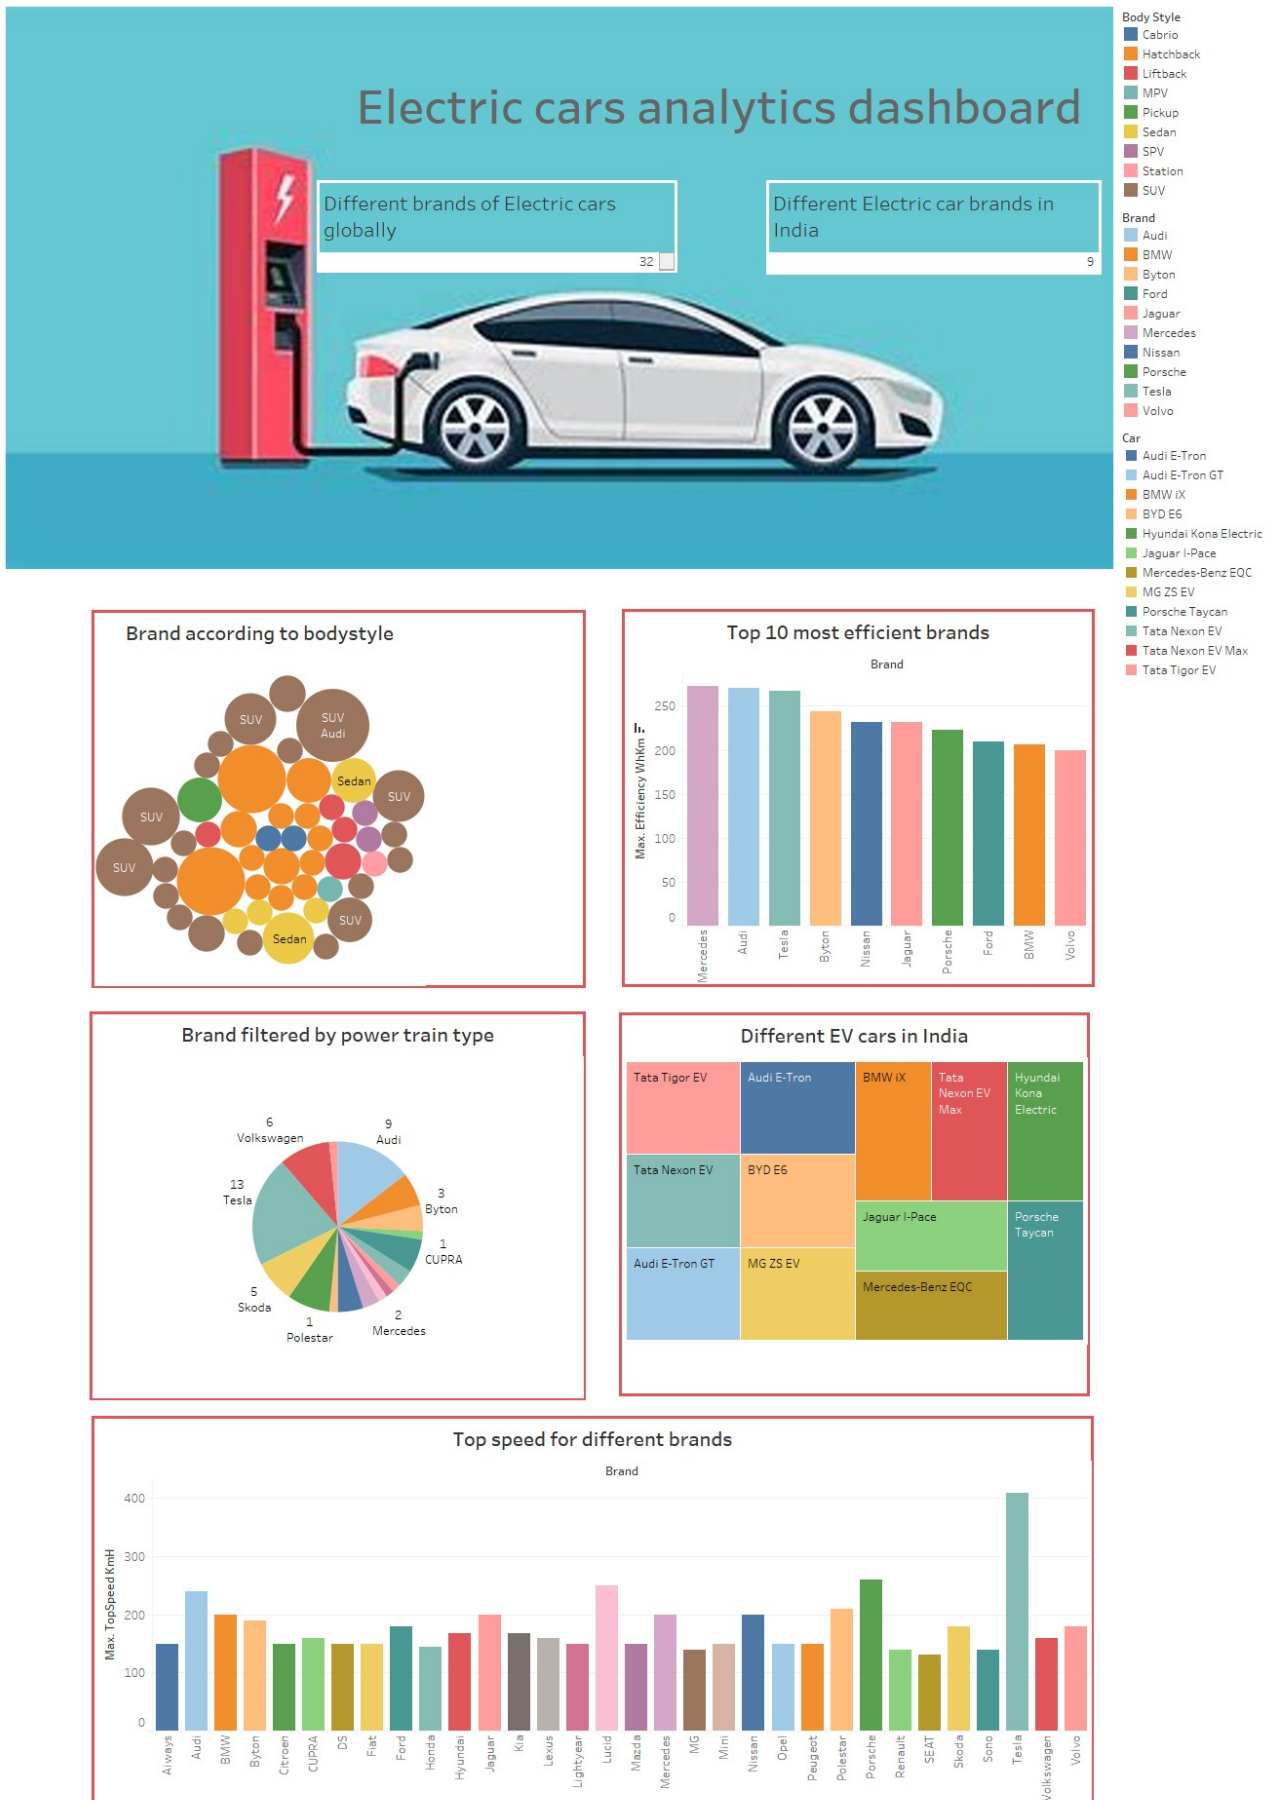 Electric cars analytics dashboard
Different brands of Electric cars
globally
32
Different Electric car brands in
India
9
Body Style
Cabrio
Hatchback
Liftback
MPV
Pickup
Sedan
SPV
Station
SUV
Brand
Audi
BMW
Byton
Ford
Jaguar
Mercedes
Nissan
Porsche
Tesla
Volvo
Car
Audi E-Tron
Audi E-Tron GT
BMW iX
BYD E6
Hyundai Kona Electric
Jaguar I-Pace
Mercedes-Benz EQC
MG ZS EV
Porsche Taycan
Tata Nexon EV
Tata Nexon EV Max
Tata Tigor EV
Brand according to bodystyle
SUV
SUV
Audi
Sedan
SUV
SUV
SUV
SUV
Sedan
Top 10 most efficient brands
Brand
Max. Efficiency WhKm
250
200
150
100
50
0
Mercedes
Audi
Tesla
Byton
Nissan
Jaguar
Porsche
Ford
BMW
Volvo
Brand filtered by power train type
6
Volkswagen
9
Audi
13
Tesla
3
Byton
1
CUPRA
5
Skoda
1
Polestar
2
Mercedes
Different EV cars in India
Tata Tigor EV
Audi E-Tron
BMW iX
Tata
Nexon EV
Max
Hyundai
Kona
Electric
Tata Nexon EV
BYD E6
Jaguar I-Pace
Porsche
Taycan
Audi E-Tron GT
MG ZS EV
Mercedes-Benz EQC
Top speed for different brands
Brand
Max. TopSpeed KmH
400
300
200
100
0
Aiways
Audi
BMW
Byton
Citroen
CUPRA
DS
Fiat
Ford
Honda
Hyundai
Jaguar
Kia
Lexus
Lightyear
Lucid
Mazda
Mercedes
MG
Mini
Nissan
Opel
Peugeot
Polestar
Porsche
Renault
SEAT
Skoda
Sono
Tesla
Volkswagen
Volvo